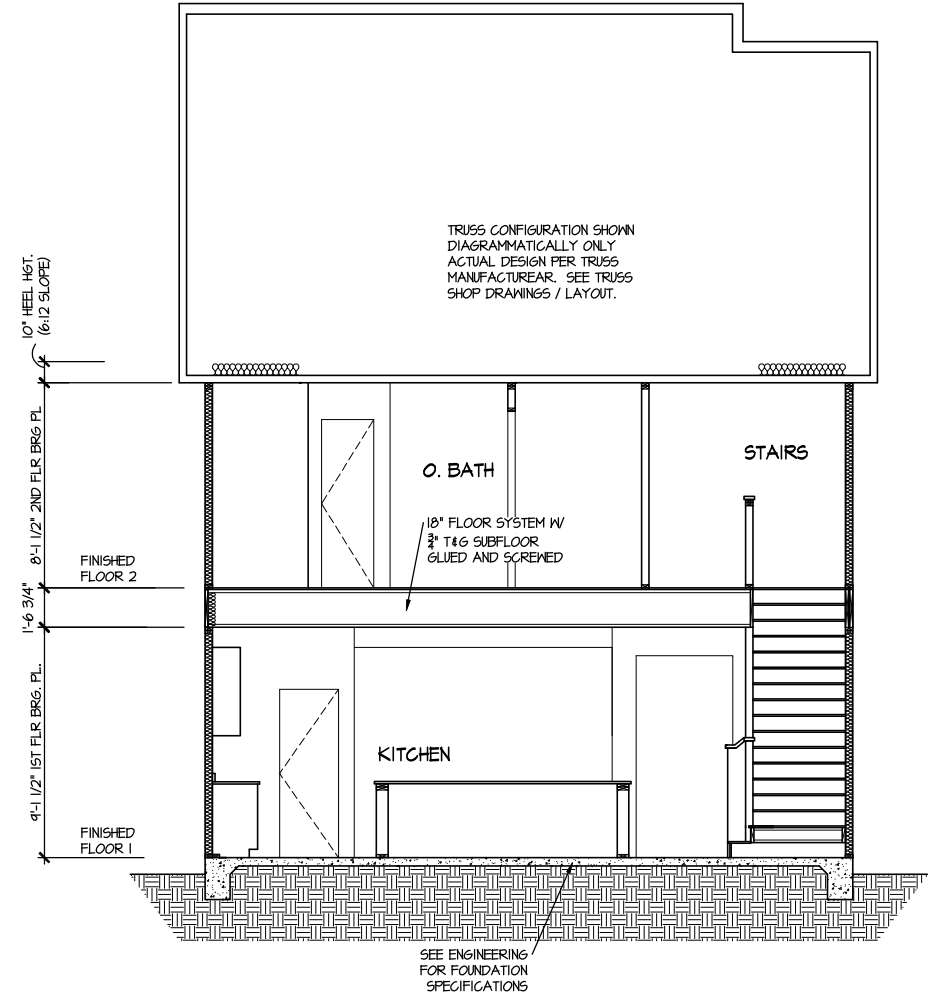 TRUSS CONFIGURATION SHOWN
DIAGRAMMATICALLY ONLY
ACTUAL DESIGN PER TRUSS
MANUFACTUREAR. SEE TRUSS
SHOP DRAWINGS / LAYOUT.
10" HEEL HGT.
(6:12 SLOPE)
8'-1 1/2" 2ND FLR BRG PL
STAIRS
O. BATH
18" FLOOR SYSTEM W/
3/4" T&G SUBFLOOR
GLUED AND SCREWED
FINISHED
FLOOR 2
1'-6 3/4"
9'-1 1/2" 1ST FLR BRG. PL.
KITCHEN
FINISHED
FLOOR 1
SEE ENGINEERING
FOR FOUNDATION
SPECIFICATIONS